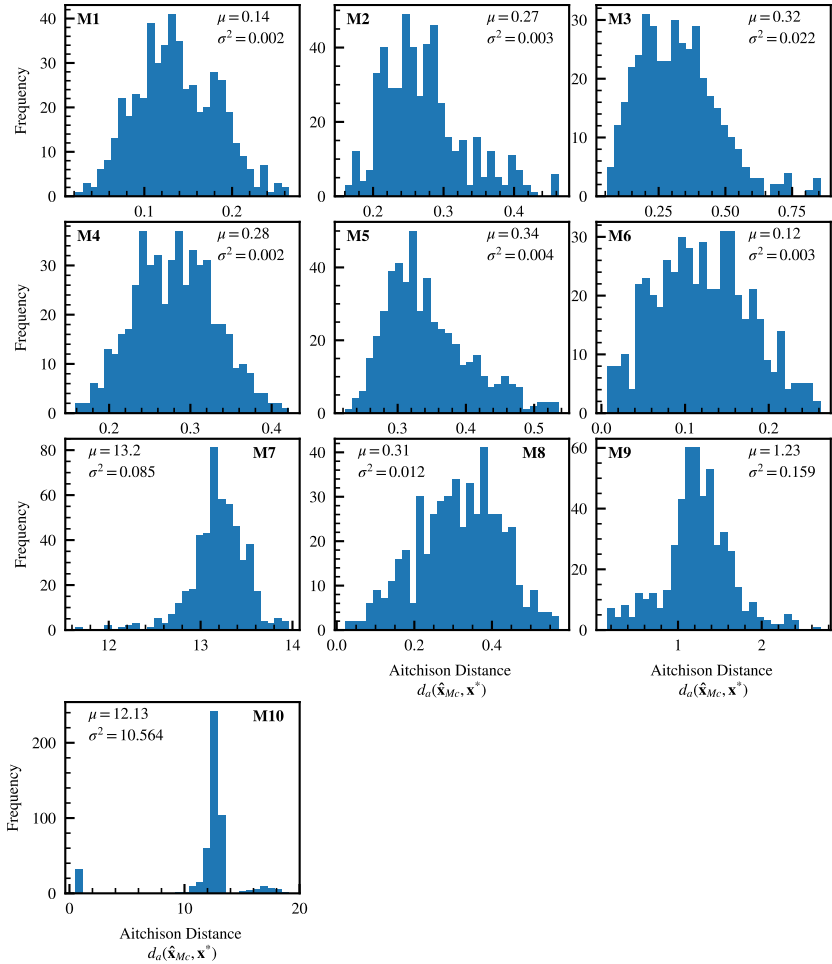 M1
μ = 0.14
σ² = 0.002
Frequency
40
30
20
10
0
0.1
0.2
M2
μ = 0.27
σ² = 0.003
40
20
0
0.2
0.3
0.4
M3
μ = 0.32
σ² = 0.022
30
20
10
0
0.25
0.50
0.75
M4
μ = 0.28
σ² = 0.002
Frequency
30
20
10
0
0.2
0.3
0.4
M5
μ = 0.34
σ² = 0.004
40
20
0
0.3
0.4
0.5
M6
μ = 0.12
σ² = 0.003
30
20
10
0
0.0
0.1
0.2
μ = 13.2
σ² = 0.085
M7
Frequency
80
60
40
20
0
12
13
14
μ = 0.31
σ² = 0.012
M8
40
30
20
10
0
0.0
0.2
0.4
Aitchison Distance
dₐ(x̂_Mc, x*)
M9
μ = 1.23
σ² = 0.159
60
40
20
0
1
2
Aitchison Distance
dₐ(x̂_Mc, x*)
μ = 12.13
σ² = 10.564
M10
Frequency
200
100
0
0
10
20
Aitchison Distance
dₐ(x̂_Mc, x*)